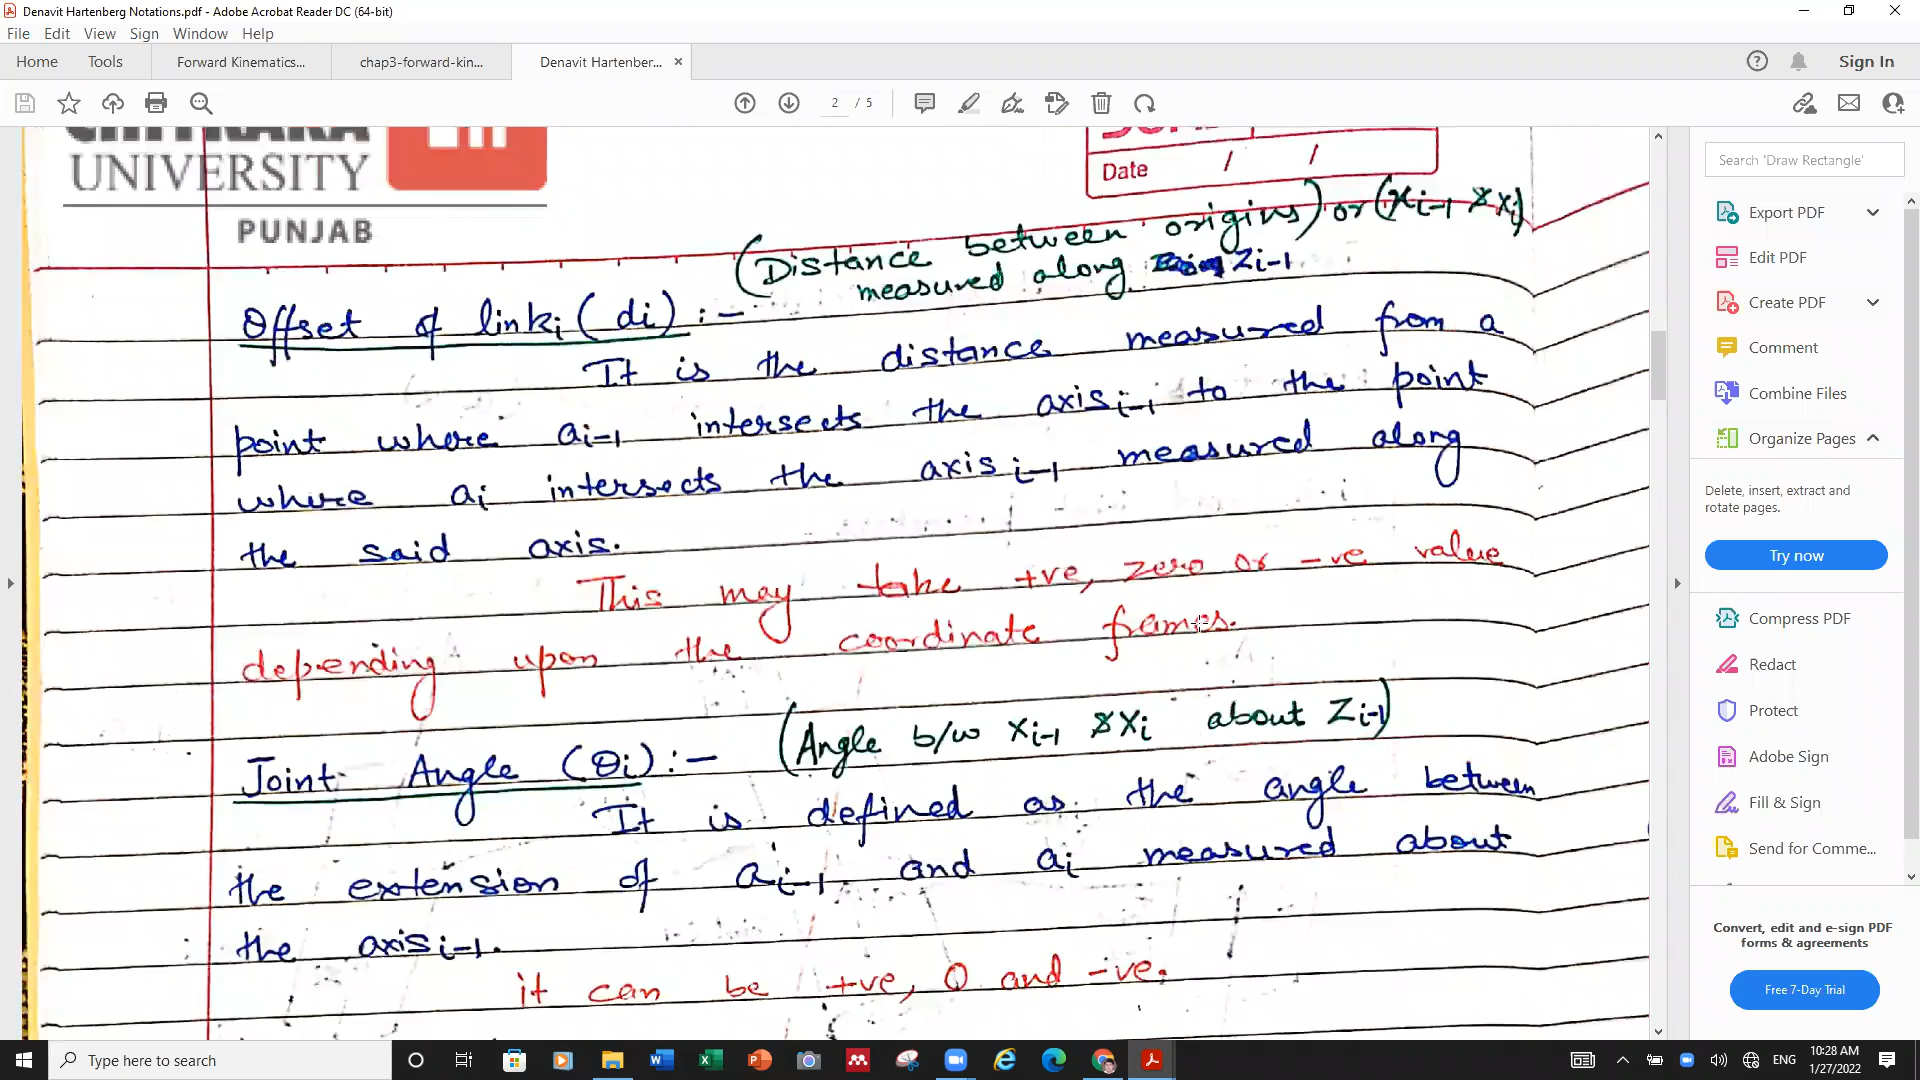 Denavit Hartenberg Notations.pdf - Adobe Acrobat Reader DC (64-bit)
File Edit View Sign Window Help
Home Tools Forward Kinematics... chap3-forward-kin... Denavit Hartenber... × Sign In
2 / 5
UNIVERSITY
PUNJAB
Date / /
(Distance between origins) or (xi-1 & xi)
measured along Zi-1
Offset of linki (di) :-
It is the distance measured from a
point where ai-1 intersects the axisi-1 to the point
where ai intersects the axisi-1 measured along
the said axis.
This may take +ve, zero or -ve value
depending upon the coordinate frames.
Joint Angle (θi) :- (Angle b/w xi-1 & xi about Zi-1)
It is defined as the angle between
the extension of ai-1 and ai measured about
the axisi-1.
it can be +ve, 0 and -ve.
Search 'Draw Rectangle'
Export PDF
Edit PDF
Create PDF
Comment
Combine Files
Organize Pages
Delete, insert, extract and
rotate pages.
Try now
Compress PDF
Redact
Protect
Adobe Sign
Fill & Sign
Send for Comme...
Convert, edit and e-sign PDF
forms & agreements
Free 7-Day Trial
Type here to search
ENG
10:28 AM
1/27/2022